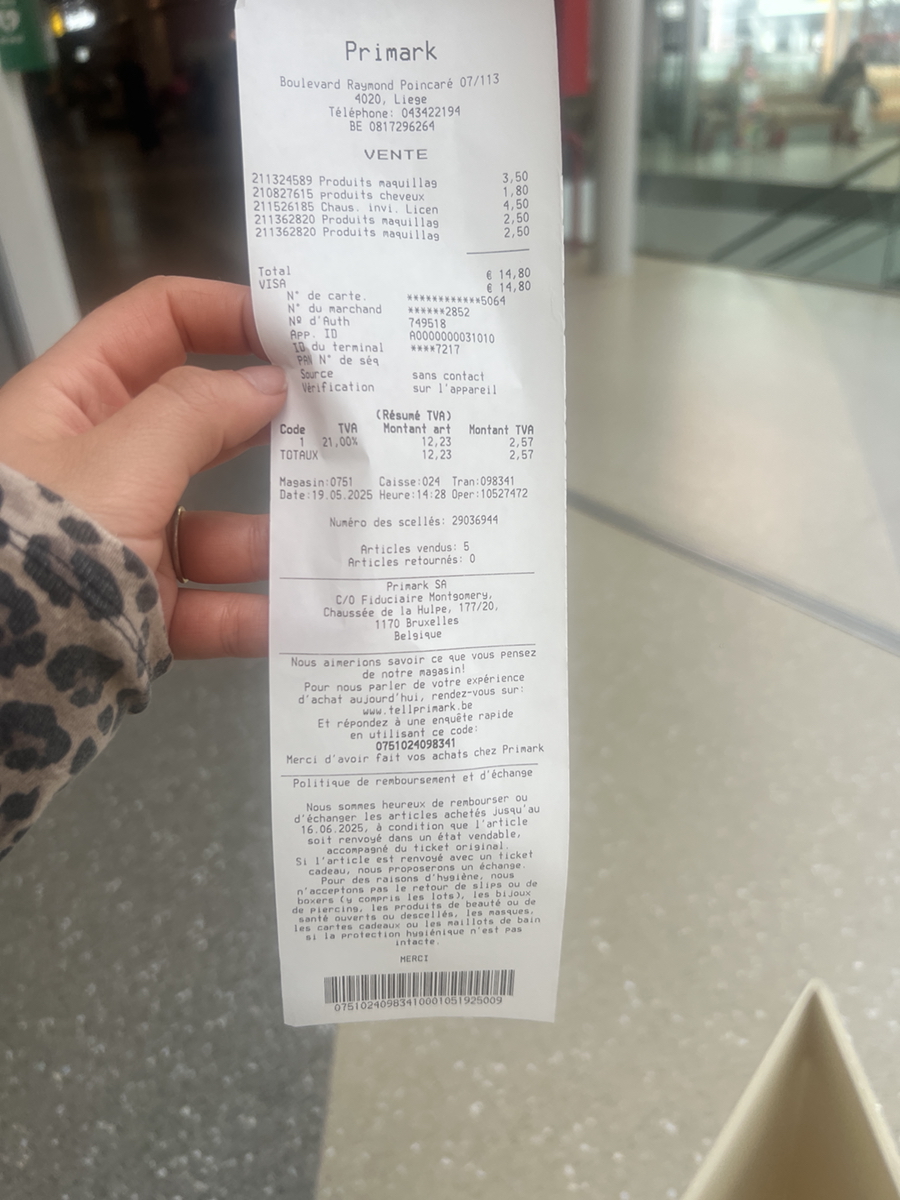 Primark
Boulevard Raymond Poincaré 07/113
4020, Liege
Téléphone: 043422194
BE 0817296264
VENTE
211324589 Produits maquillag 3,50
210827615 produits cheveux 1,80
211526185 Chaus. invi. Licen 4,50
211362820 Produits maquillag 2,50
211362820 Produits maquillag 2,50
Total € 14,80
VISA € 14,80
N° de carte. ************5064
N° du marchand ******2852
Nº d'Auth 749518
App. ID A0000000031010
ID du terminal ****7217
PAN N° de séq
Source sans contact
Vérification sur l'appareil
(Résumé TVA)
Code TVA Montant art Montant TVA
1 21,00% 12,23 2,57
TOTAUX 12,23 2,57
Magasin:0751 Caisse:024 Tran:098341
Date:19.05.2025 Heure:14:28 Oper:10527472
Numéro des scellés: 29036944
Articles vendus: 5
Articles retournés: 0
Primark SA
C/O Fiduciaire Montgomery,
Chaussée de la Hulpe, 177/20,
1170 Bruxelles
Belgique
Nous aimerions savoir ce que vous pensez
de notre magasin!
Pour nous parler de votre expérience
d'achat aujourd'hui, rendez-vous sur:
www.tellprimark.be
Et répondez à une enquête rapide
en utilisant ce code:
0751024098341
Merci d'avoir fait vos achats chez Primark
Politique de remboursement et d'échange
Nous sommes heureux de rembourser ou
d'échanger les articles achetés jusqu'au
16.06.2025, à condition que l'article
soit renvoyé dans un état vendable,
accompagné du ticket original.
Si l'article est renvoyé avec un ticket
cadeau, nous proposerons un échange.
Pour des raisons d'hygiène, nous
n'acceptons pas le retour de slips ou de
boxers (y compris les lots), les bijoux
de piercing, les produits de beauté ou de
santé ouverts ou descellés, les masques,
les cartes cadeaux ou les maillots de bain
si la protection hygiénique n'est pas
intacte.
MERCI
07510240983410001051925009